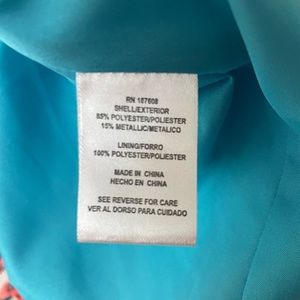 RN 157608
SHELL/EXTERIOR
85% POLYESTER/POLIESTER
15% METALLIC/METALICO
LINING/FORRO
100% POLYESTER/POLIESTER
MADE IN CHINA
HECHO EN CHINA
SEE REVERSE FOR CARE
VER AL DORSO PARA CUIDADO